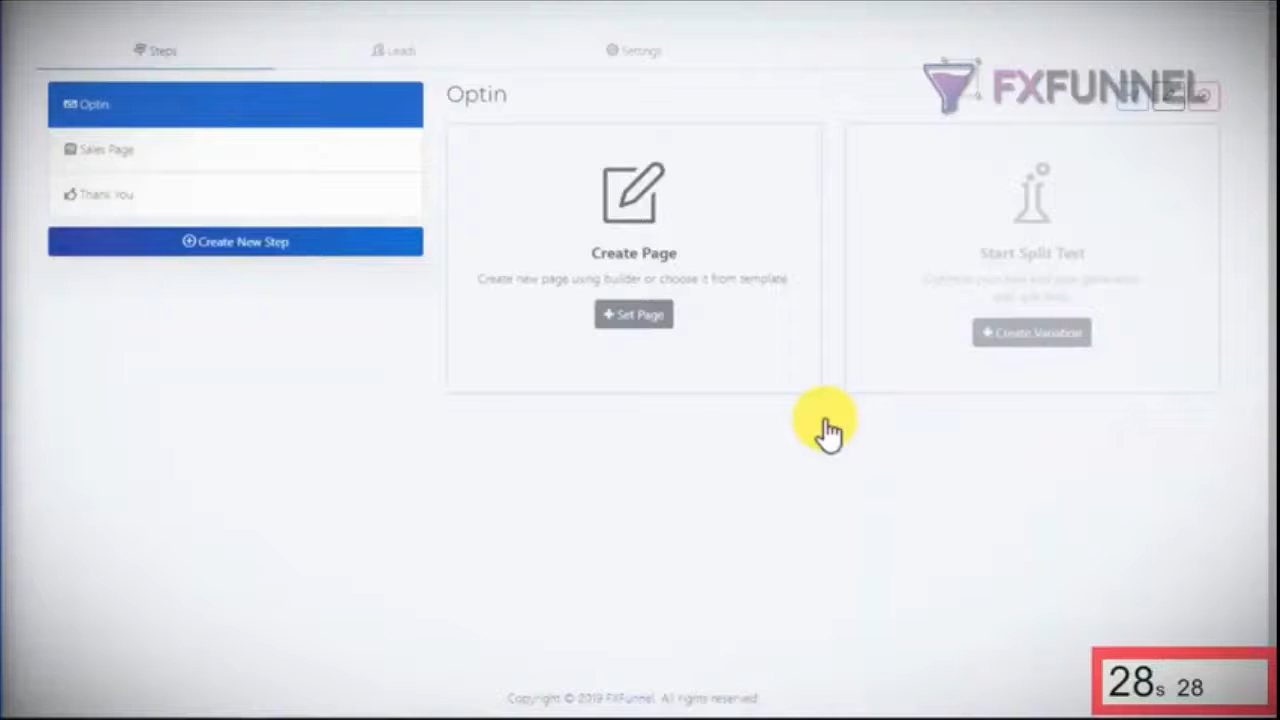 Steps
Leads
Settings
FXFUNNEL
Optin
Optin
Sales Page
Thank You
Create New Step
Create Page
Create new page using builder or choose it from template
Set Page
Start Split Test
Create Variation
Copyright © 2019 FXFunnel. All rights reserved
28s 28